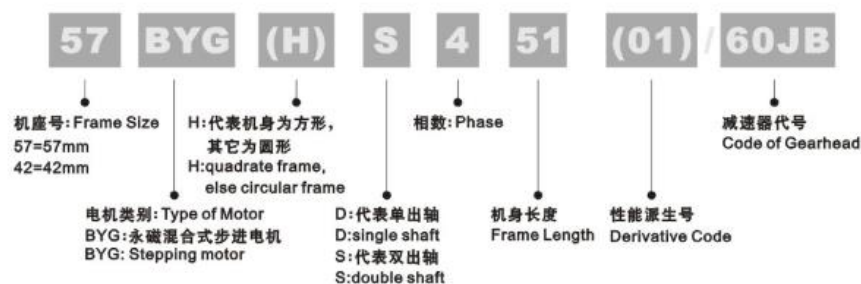 57 BYG (H) S 4 51 (01) / 60JB
机座号:Frame Size
57=57mm
42=42mm
H:代表机身为方形，
其它为圆形
H:quadrate frame,
else circular frame
相数:Phase
减速器代号
Code of Gearhead
电机类别:Type of Motor
BYG:永磁混合式步进电机
BYG: Stepping motor
D:代表单出轴
D:single shaft
S:代表双出轴
S:double shaft
机身长度
Frame Length
性能派生号
Derivative Code